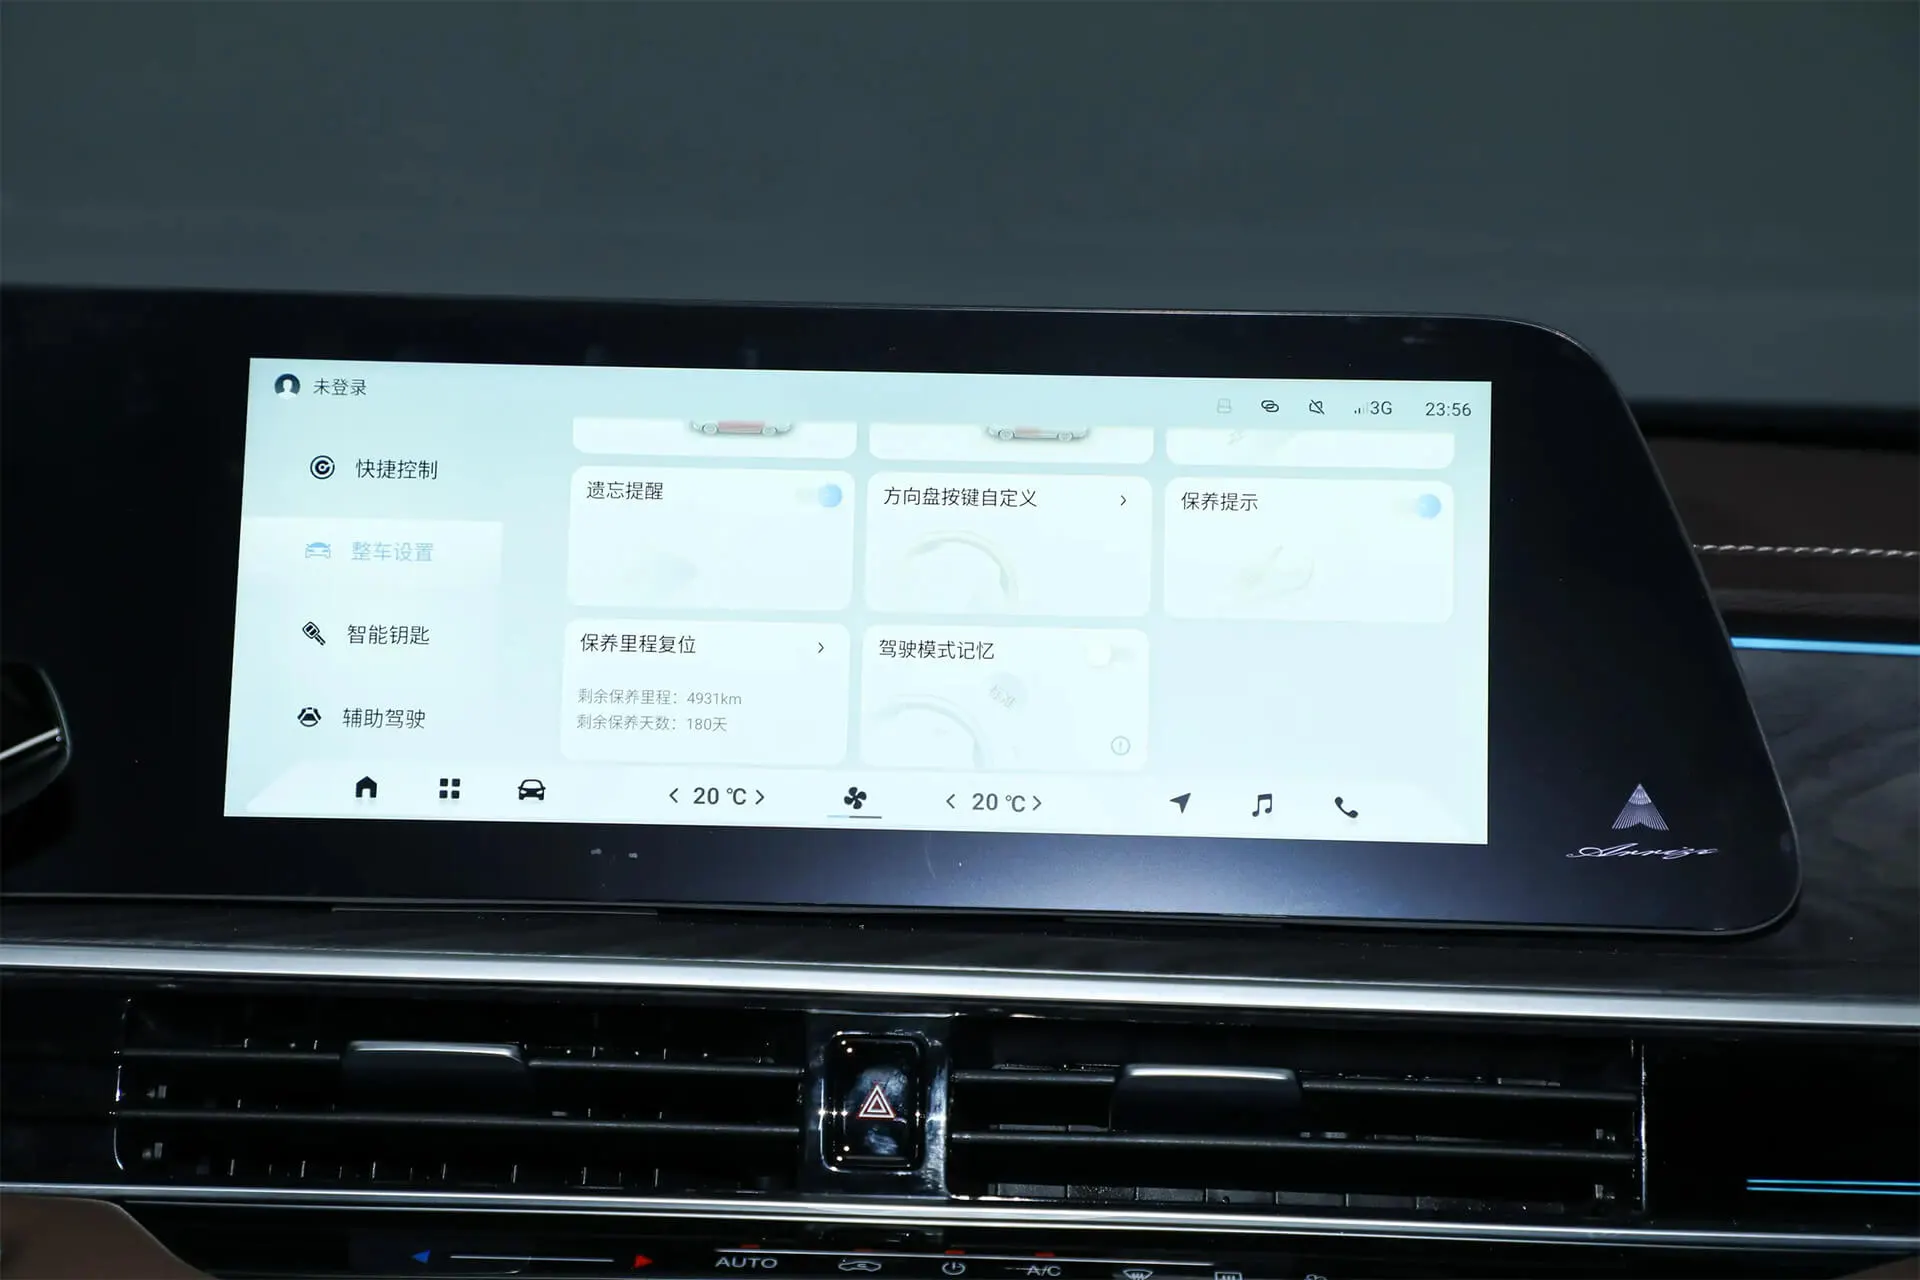 未登录
3G 23:56
快捷控制
整车设置
智能钥匙
辅助驾驶
遗忘提醒
方向盘按键自定义
保养提示
保养里程复位
剩余保养里程：4931km
剩余保养天数：180天
驾驶模式记忆
标准
20℃
20℃
Arrizo
AUTO
A/C